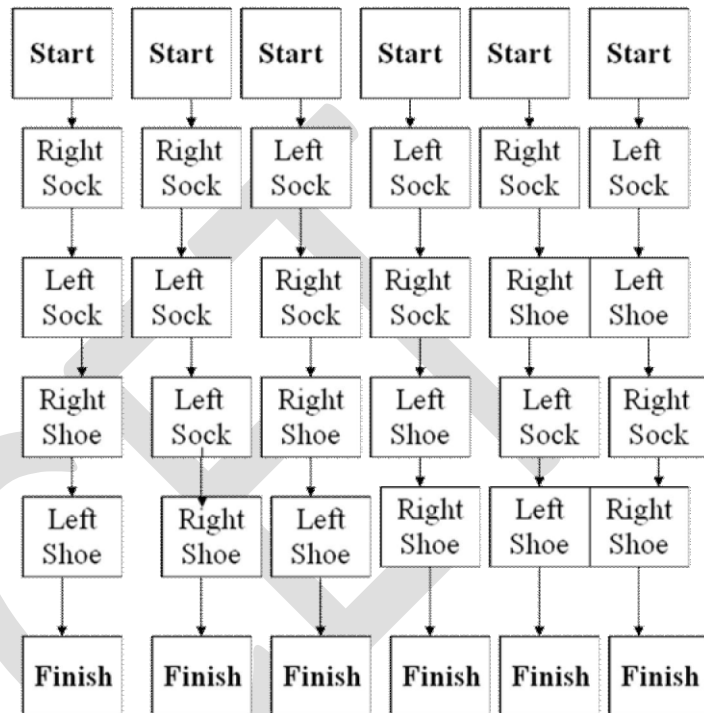 Start Start Start Start Start Start
Right Right Left Left Right Left
Sock Sock Sock Sock Sock Sock
Left Left Right Right Right Left
Sock Sock Sock Sock Shoe Shoe
Right Left Right Left Left Right
Shoe Sock Shoe Shoe Sock Sock
Left Right Left Right Left Right
Shoe Shoe Shoe Shoe Shoe Shoe
Finish Finish Finish Finish Finish Finish